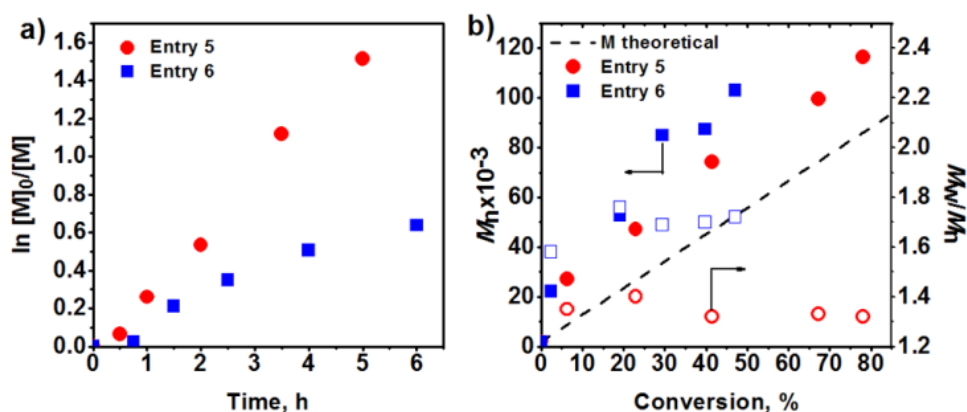 a)
Entry 5
Entry 6
ln [M]₀/[M]
1.6
1.4
1.2
1.0
0.8
0.6
0.4
0.2
0.0
0 1 2 3 4 5 6
Time, h
b)
M theoretical
Entry 5
Entry 6
Mₙx10⁻³
120
100
80
60
40
20
0
0 10 20 30 40 50 60 70 80
Conversion, %
2.4
2.2
2.0
1.8
1.6
1.4
1.2
M_w/Mₙ